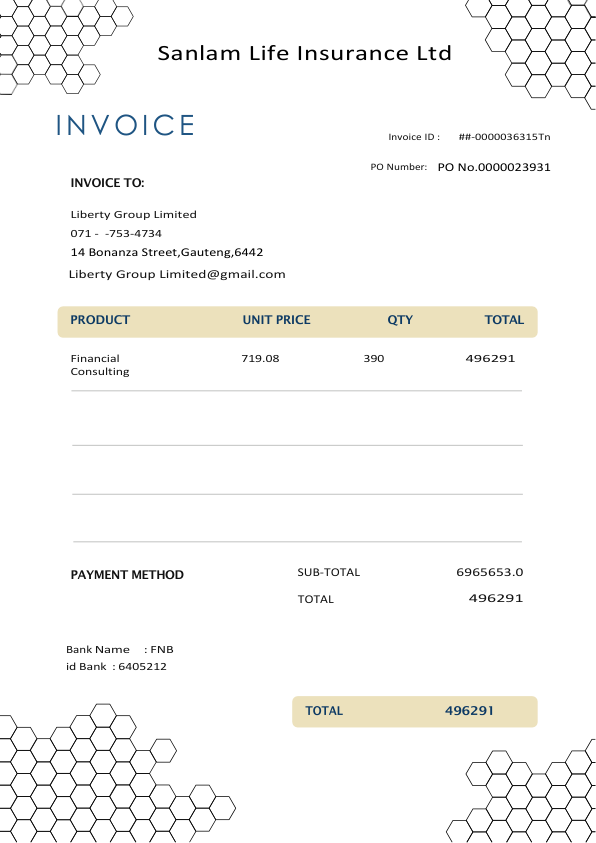 Sanlam Life Insurance Ltd
INVOICE
Invoice ID : ##-0000036315Tn
PO Number: PO No.0000023931
INVOICE TO:
Liberty Group Limited
071 - -753-4734
14 Bonanza Street,Gauteng,6442
Liberty Group Limited@gmail.com
PRODUCT UNIT PRICE QTY TOTAL
Financial 719.08 390 496291
Consulting
PAYMENT METHOD
SUB-TOTAL 6965653.0
TOTAL 496291
Bank Name : FNB
id Bank : 6405212
TOTAL 496291